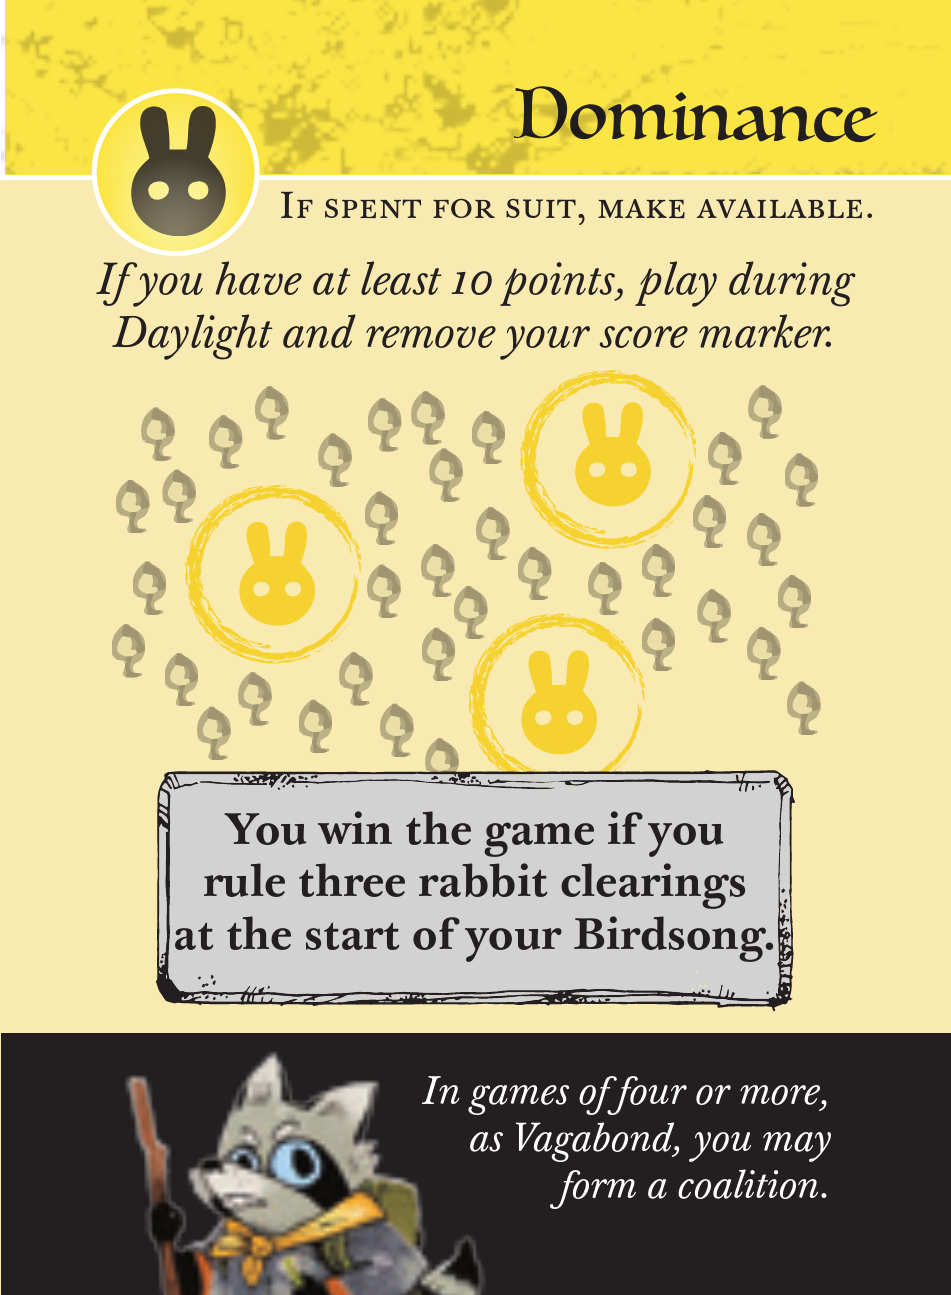 Dominance
If spent for suit, make available.
If you have at least 10 points, play during
Daylight and remove your score marker.
You win the game if you
rule three rabbit clearings
at the start of your Birdsong.
In games of four or more,
as Vagabond, you may
form a coalition.